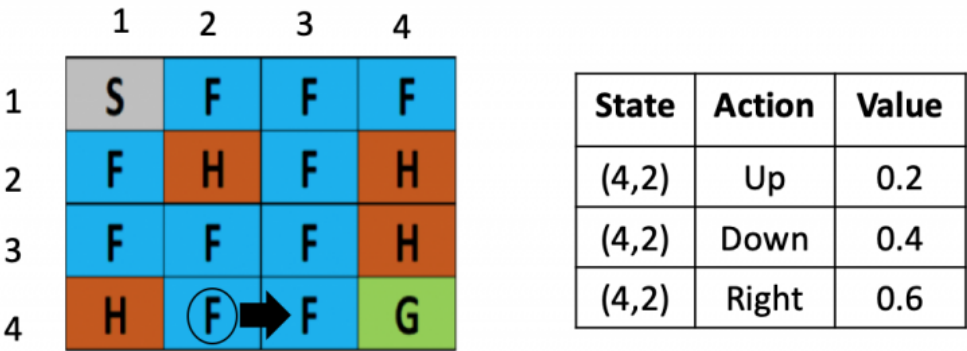 1 2 3 4
1 S F F F
2 F H F H
3 F F F H
4 H F F G
State Action Value
(4,2) Up 0.2
(4,2) Down 0.4
(4,2) Right 0.6